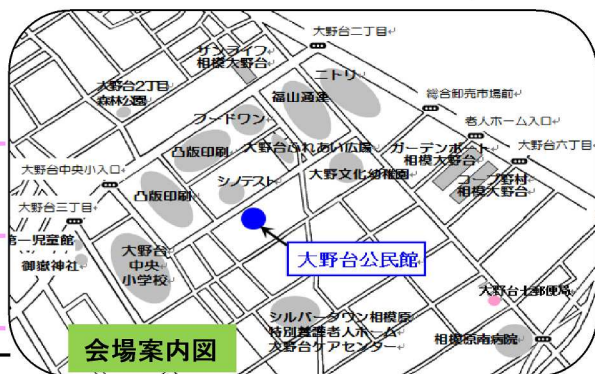 大野台二丁目
サンライフ
相模大野台
ニトリ
大野台2丁目
森林公園
福山通運
総合卸売市場前
フードワン
老人ホーム入口
凸版印刷
大野台ふれあい広場
ガーデンポート
相模大野台
大野台六丁目
大野台中央小入口
シノテスト
大野文化幼稚園
コープ野村
相模大野台
凸版印刷
大野台三丁目
第一児童館
御嶽神社
大野台
中央
小学校
大野台公民館
大野台七郵便局
シルバータウン相模原
特別養護老人ホーム
大野台ケアセンター
相模原南病院
会場案内図